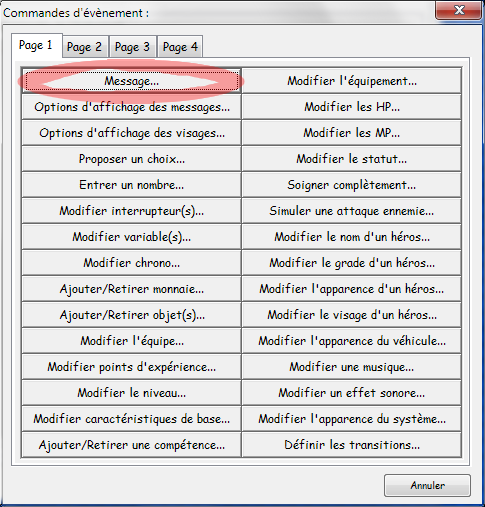 Commandes d'évènement :
Page 1 Page 2 Page 3 Page 4
Message... Modifier l'équipement...
Options d'affichage des messages... Modifier les HP...
Options d'affichage des visages... Modifier les MP...
Proposer un choix... Modifier le statut...
Entrer un nombre... Soigner complètement...
Modifier interrupteur(s)... Simuler une attaque ennemie...
Modifier variable(s)... Modifier le nom d'un héros...
Modifier chrono... Modifier le grade d'un héros...
Ajouter/Retirer monnaie... Modifier l'apparence d'un héros...
Ajouter/Retirer objet(s)... Modifier le visage d'un héros...
Modifier l'équipe... Modifier l'apparence du véhicule...
Modifier points d'expérience... Modifier une musique...
Modifier le niveau... Modifier un effet sonore...
Modifier caractéristiques de base... Modifier l'apparence du système...
Ajouter/Retirer une compétence... Définir les transitions...
Annuler